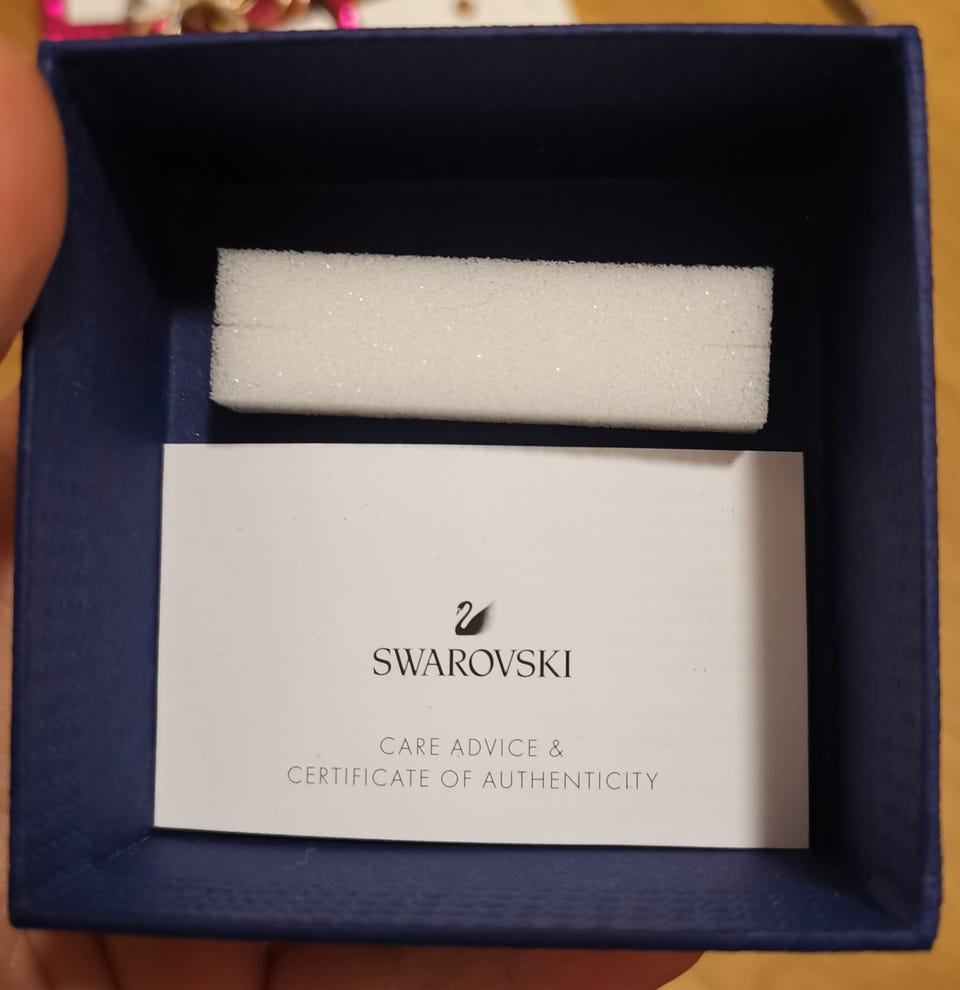 SWAROVSKI
CARE ADVICE &
CERTIFICATE OF AUTHENTICITY